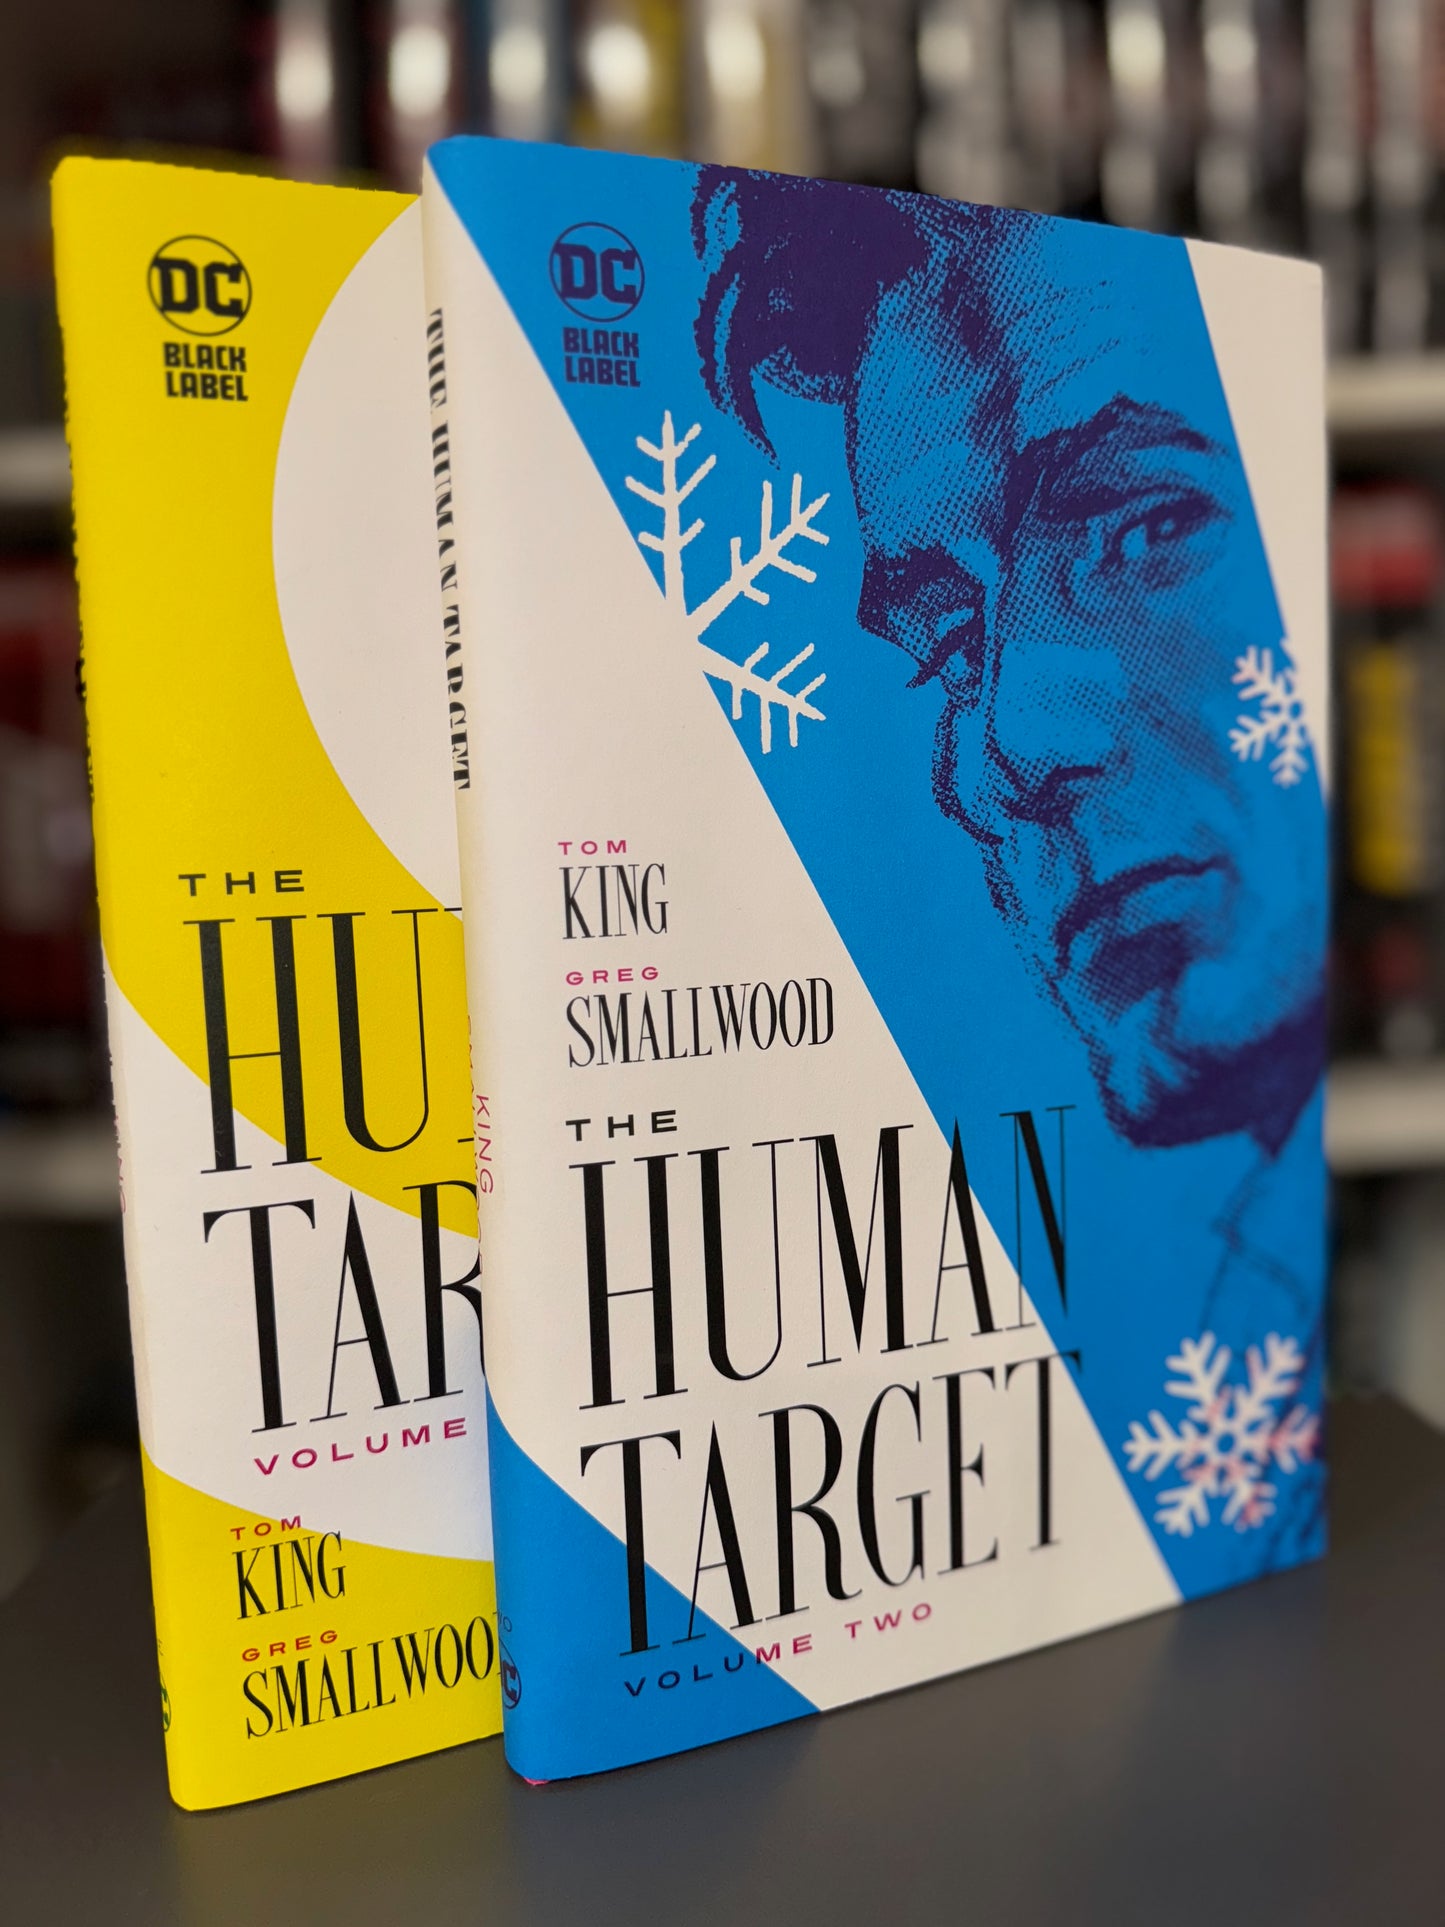 DC
BLACK
LABEL
THE
HU
TAR
VOLUME
TOM
KING
GREG
SMALLWOO
THE HUMAN TARGET
KING
DC
BLACK
LABEL
TOM
KING
GREG
SMALLWOOD
THE
HUMAN
TARGET
VOLUME TWO